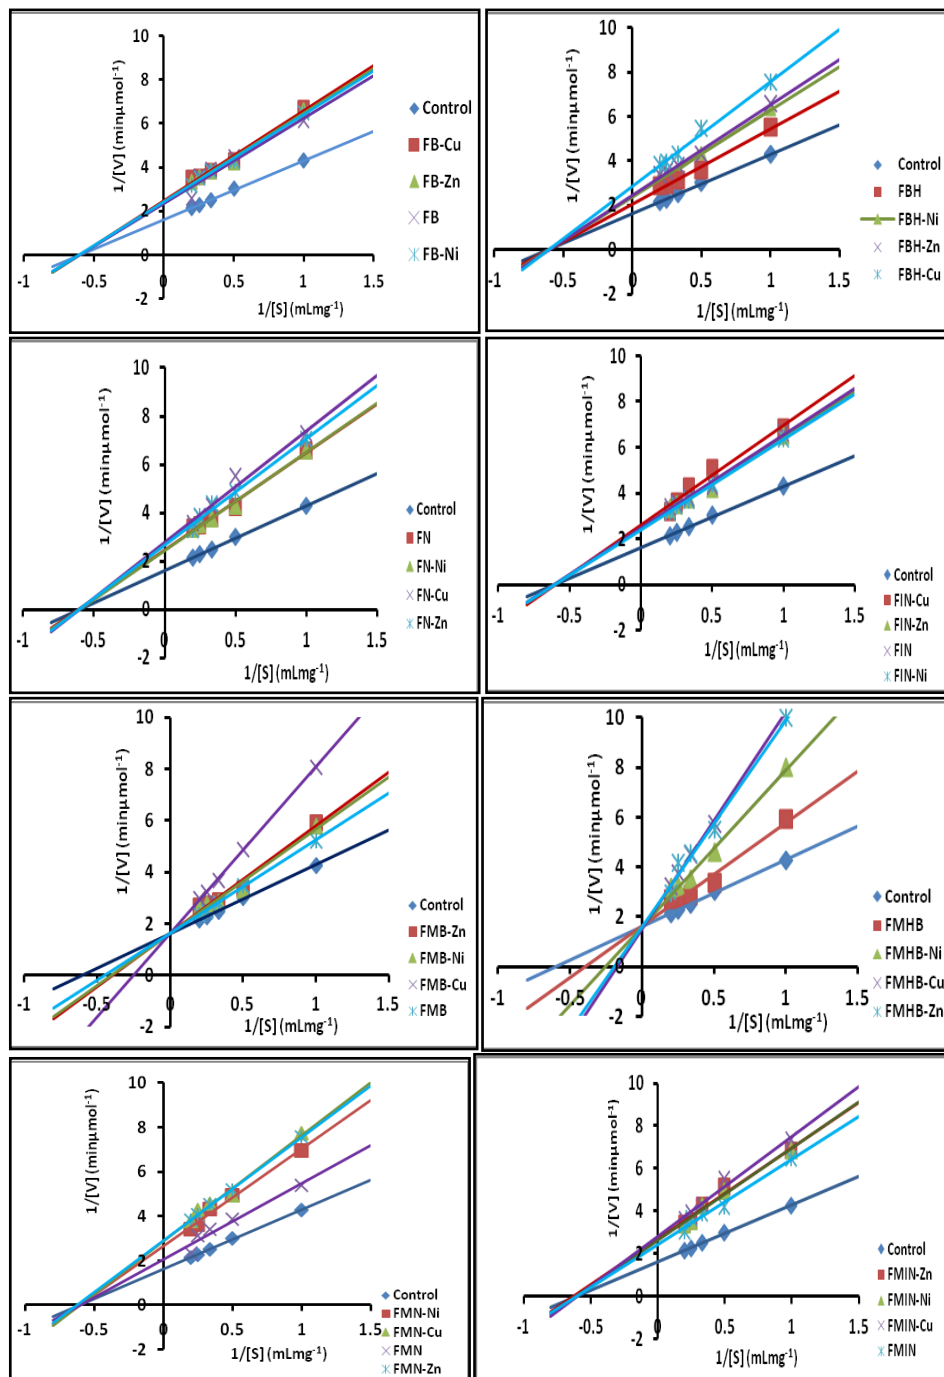 10
8
6
4
2
0
-2
-1
-0.5
0
0.5
1
1.5
1/[V] (minµmol⁻¹)
1/[S] (mLmg⁻¹)
Control
FB-Cu
FB-Zn
FB
FB-Ni
10
8
6
4
2
0
-2
-1
-0.5
0
0.5
1
1.5
1/[V] (minµmol⁻¹)
1/[S] (mLmg⁻¹)
Control
FBH
FBH-Ni
FBH-Zn
FBH-Cu
10
8
6
4
2
0
-2
-1
-0.5
0
0.5
1
1.5
1/[V] (minµmol⁻¹)
1/[S] (mLmg⁻¹)
Control
FN
FN-Ni
FN-Cu
FN-Zn
10
8
6
4
2
0
-2
-1
-0.5
0
0.5
1
1.5
1/[V] (minµmol⁻¹)
1/[S] (mLmg⁻¹)
Control
FIN-Cu
FIN-Zn
FIN
FIN-Ni
10
8
6
4
2
0
-2
-1
-0.5
0
0.5
1
1.5
1/[V] (minµmol⁻¹)
1/[S] (mLmg⁻¹)
Control
FMB-Zn
FMB-Ni
FMB-Cu
FMB
10
8
6
4
2
0
-2
-1
-0.5
0
0.5
1
1.5
1/[V] (minµmol⁻¹)
1/[S] (mLmg⁻¹)
Control
FMHB
FMHB-Ni
FMHB-Cu
FMHB-Zn
10
8
6
4
2
0
-2
-1
-0.5
0
0.5
1
1.5
1/[V] (minµmol⁻¹)
1/[S] (mLmg⁻¹)
Control
FMN-Ni
FMN-Cu
FMN
FMN-Zn
10
8
6
4
2
0
-2
-1
-0.5
0
0.5
1
1.5
1/[V] (minµmol⁻¹)
1/[S] (mLmg⁻¹)
Control
FMIN-Zn
FMIN-Ni
FMIN-Cu
FMIN